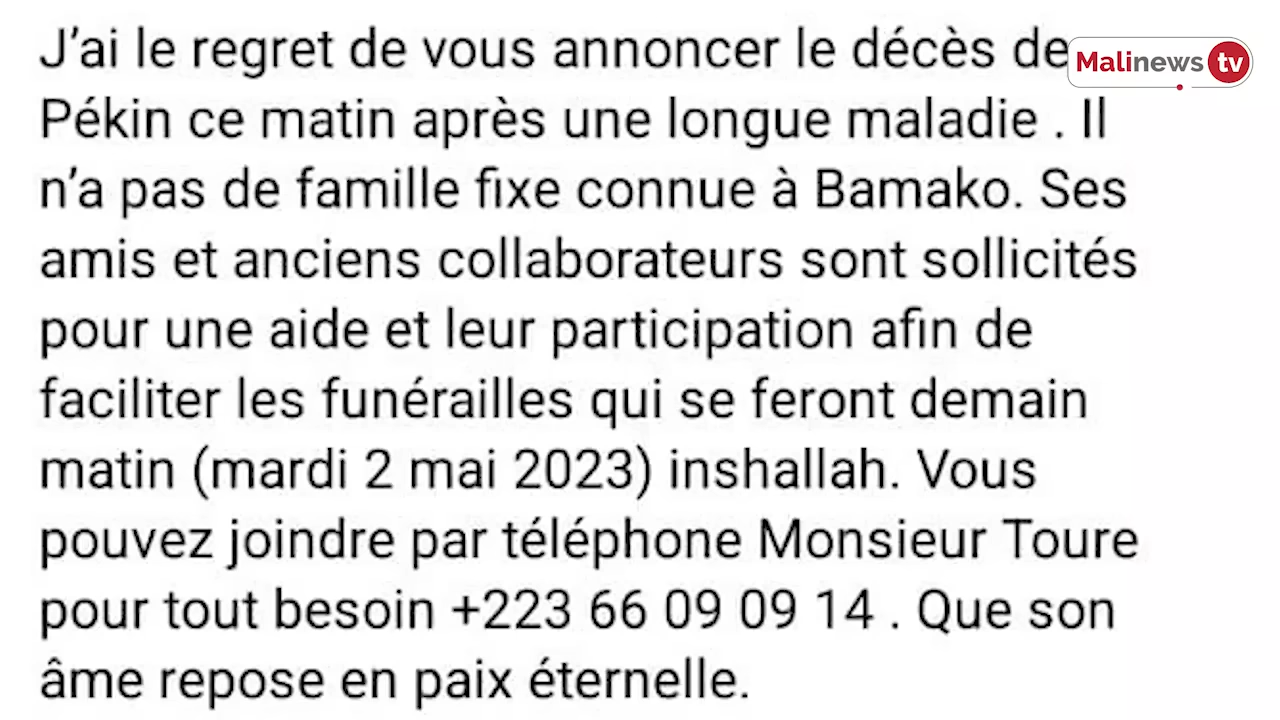 J’ai le regret de vous annoncer le décès de
Malinews tv
Pékin ce matin après une longue maladie . Il
n’a pas de famille fixe connue à Bamako. Ses
amis et anciens collaborateurs sont sollicités
pour une aide et leur participation afin de
faciliter les funérailles qui se feront demain
matin (mardi 2 mai 2023) inshallah. Vous
pouvez joindre par téléphone Monsieur Toure
pour tout besoin +223 66 09 09 14 . Que son
âme repose en paix éternelle.